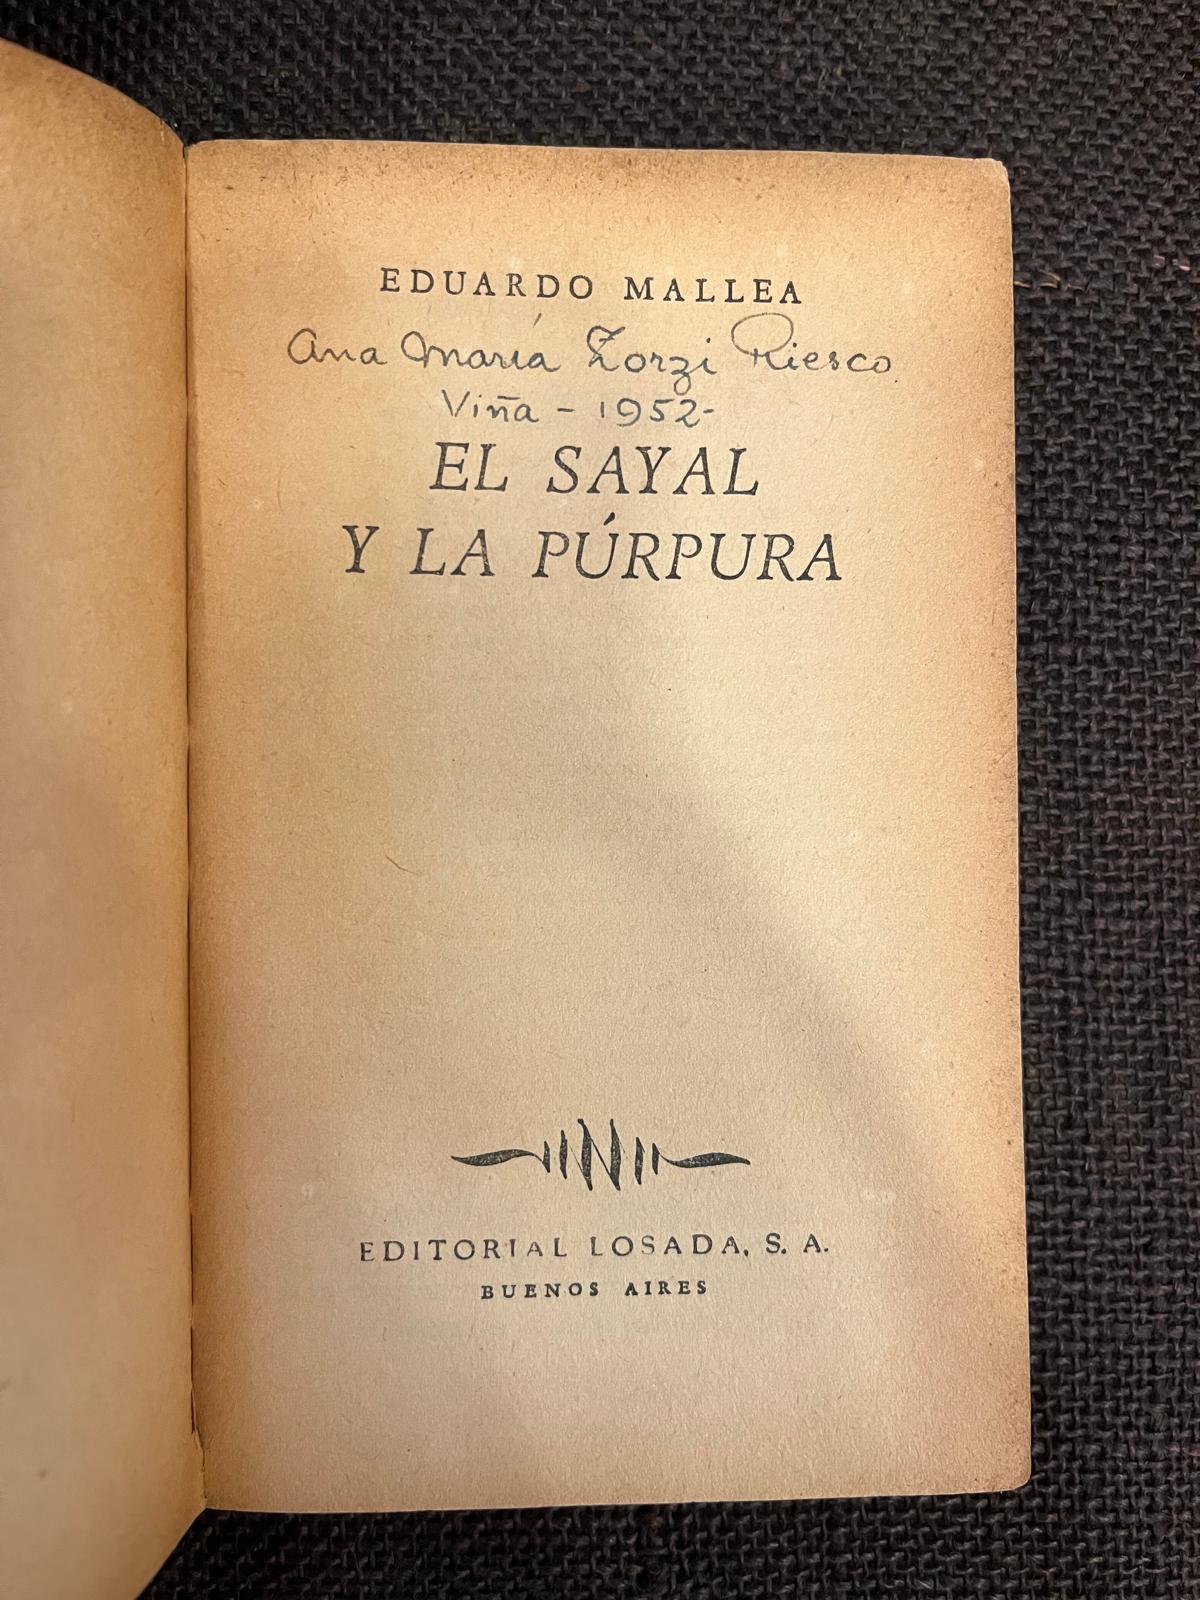 EDUARDO MALLEA
Ana María Zorzi Riesco
Viña - 1952-
EL SAYAL
Y LA PÚRPURA
EDITORIAL LOSADA, S. A.
BUENOS AIRES